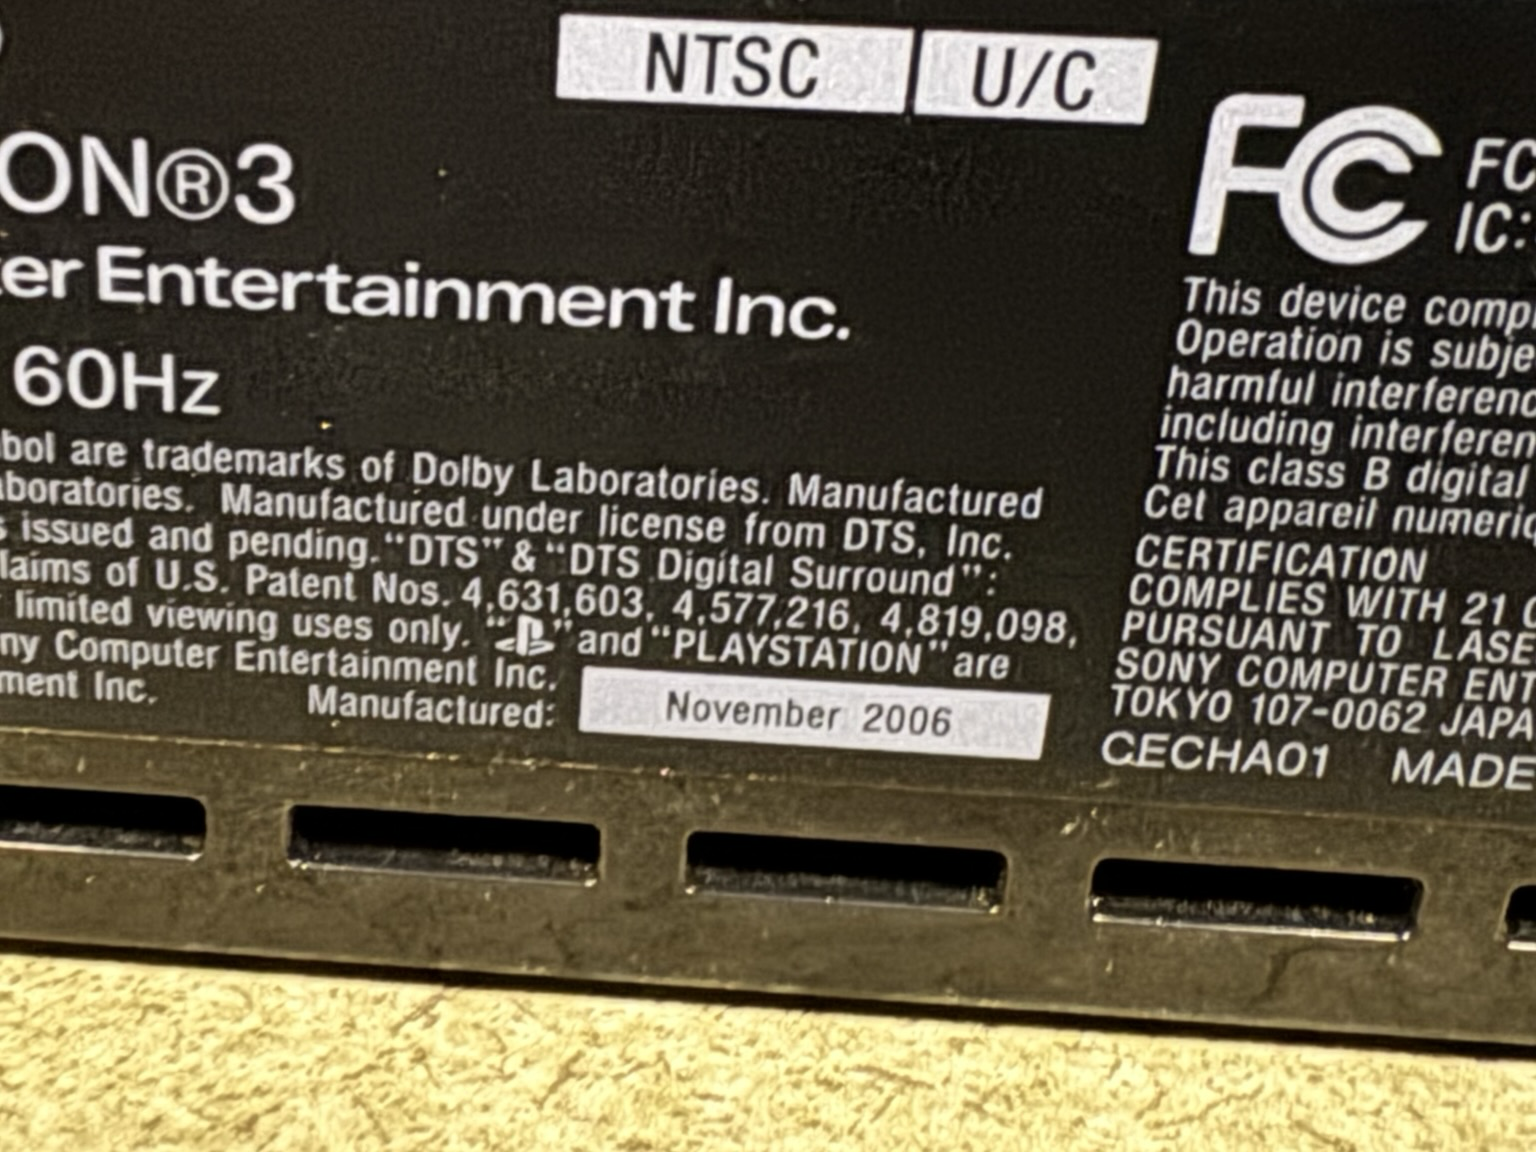 NTSC U/C
ON®3
er Entertainment Inc.
60Hz
bol are trademarks of Dolby Laboratories. Manufactured
boratories. Manufactured under license from DTS, Inc.
s issued and pending. "DTS" & "DTS Digital Surround":
laims of U.S. Patent Nos. 4,631,603, 4,577,216, 4,819,098,
limited viewing uses only. " " and "PLAYSTATION" are
ny Computer Entertainment Inc.
ment Inc. Manufactured: November 2006
FC FC
IC:
This device comp
Operation is subje
harmful interferenc
including interferen
This class B digital
Cet appareil numeriq
CERTIFICATION
COMPLIES WITH 21 C
PURSUANT TO LASE
SONY COMPUTER ENT
TOKYO 107-0062 JAPA
CECHA01 MADE